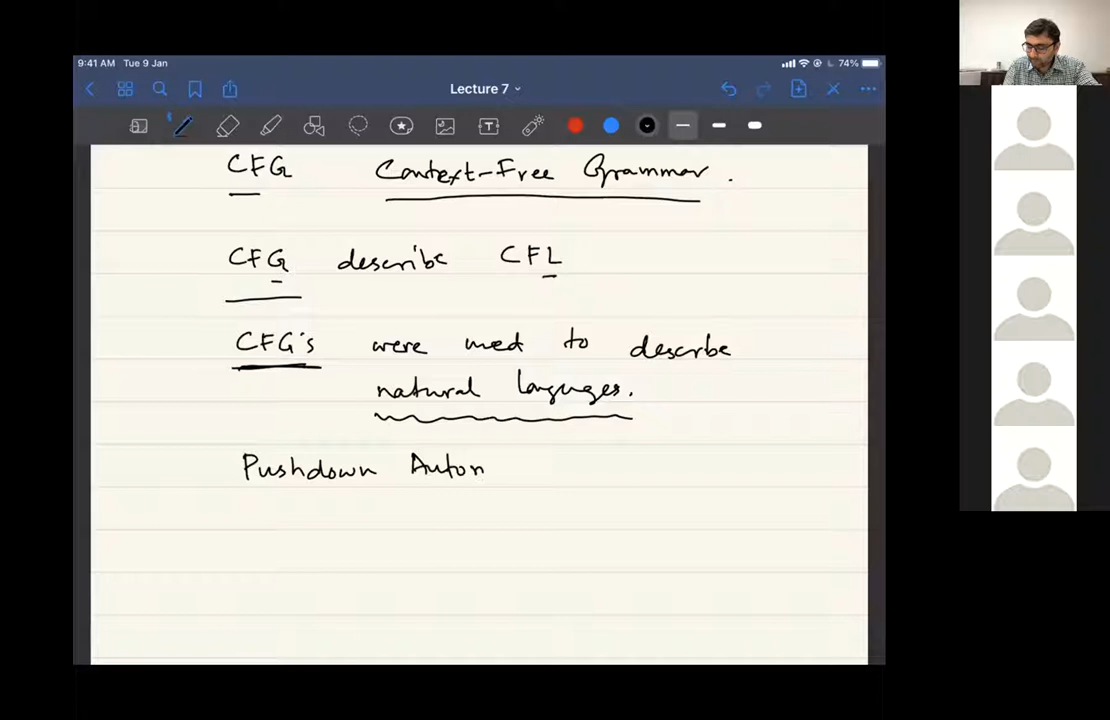 9:41 AM Tue 9 Jan 74%
Lecture 7
CFG Context-Free Grammar.
CFG describe CFL
CFG's were used to describe
natural languages.
Pushdown Autom